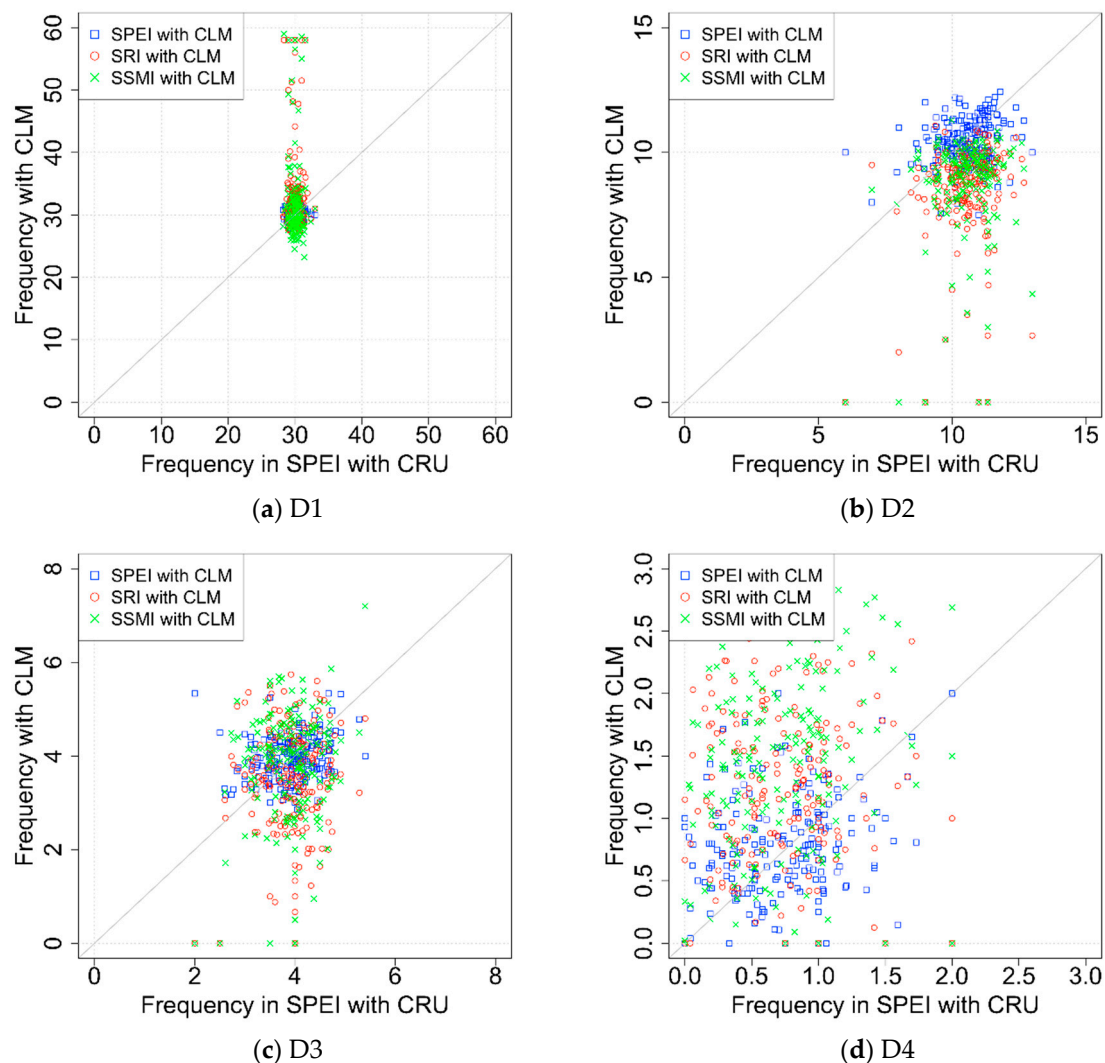 SPEI with CLM
SRI with CLM
SSMI with CLM
Frequency with CLM
0 10 20 30 40 50 60
0 10 20 30 40 50 60
Frequency in SPEI with CRU
(a) D1
SPEI with CLM
SRI with CLM
SSMI with CLM
Frequency with CLM
0 5 10 15
0 5 10 15
Frequency in SPEI with CRU
(b) D2
SPEI with CLM
SRI with CLM
SSMI with CLM
Frequency with CLM
0 2 4 6 8
0 2 4 6 8
Frequency in SPEI with CRU
(c) D3
SPEI with CLM
SRI with CLM
SSMI with CLM
Frequency with CLM
0.0 0.5 1.0 1.5 2.0 2.5 3.0
0.0 0.5 1.0 1.5 2.0 2.5 3.0
Frequency in SPEI with CRU
(d) D4